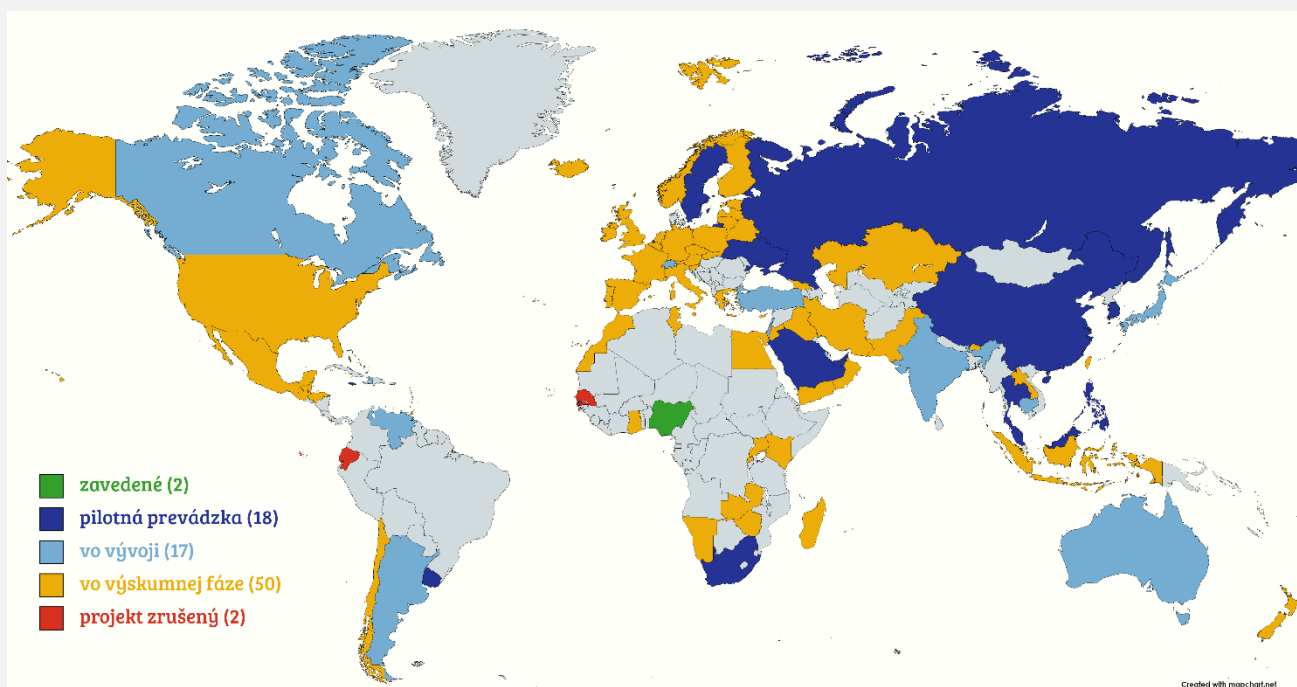 zavedené (2)
pilotná prevádzka (18)
vo vývoji (17)
vo výskumnej fáze (50)
projekt zrušený (2)
Created with mapchart.net